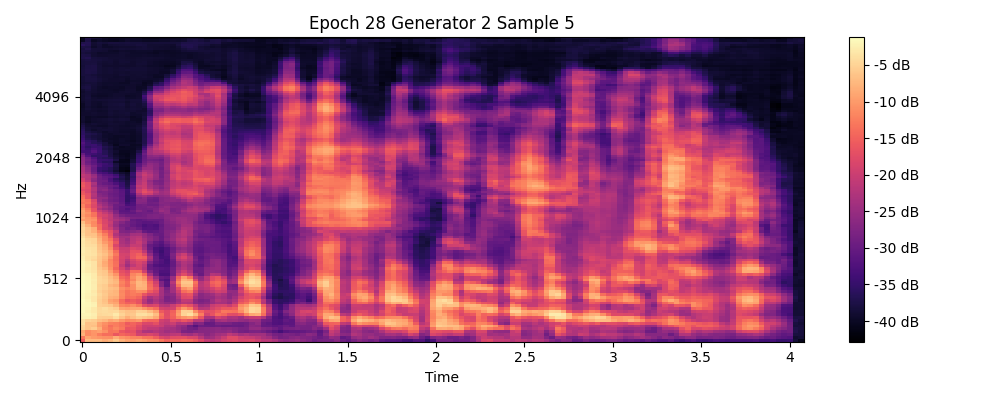 Epoch 28 Generator 2 Sample 5
Hz
4096
2048
1024
512
0
0 0.5 1 1.5 2 2.5 3 3.5 4
Time
-5 dB
-10 dB
-15 dB
-20 dB
-25 dB
-30 dB
-35 dB
-40 dB